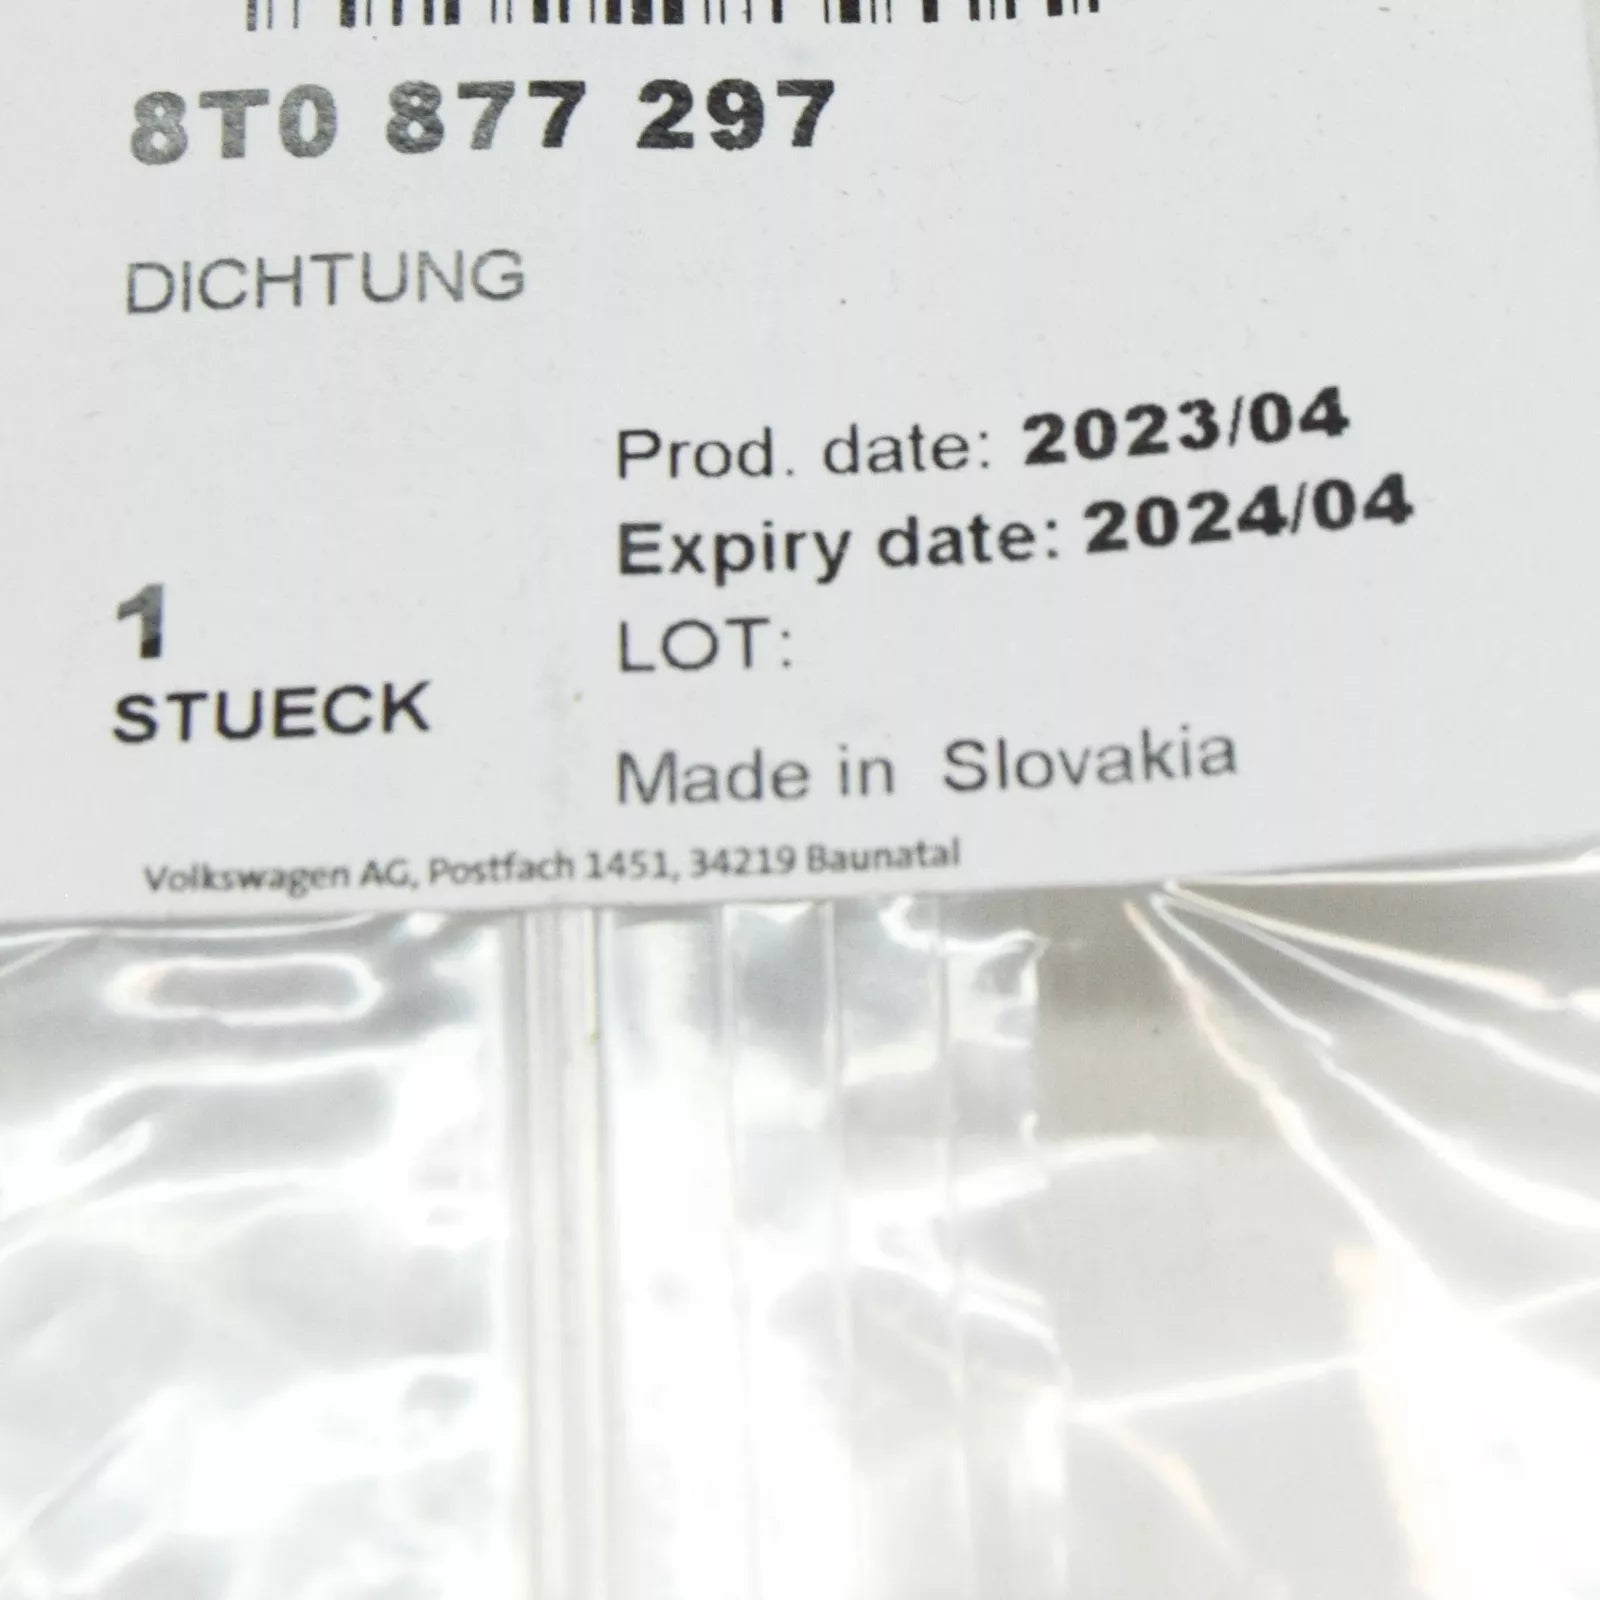 8T0 877 297
DICHTUNG
Prod. date: 2023/04
Expiry date: 2024/04
LOT:
1
STUECK
Made in Slovakia
Volkswagen AG, Postfach 1451, 34219 Baunatal